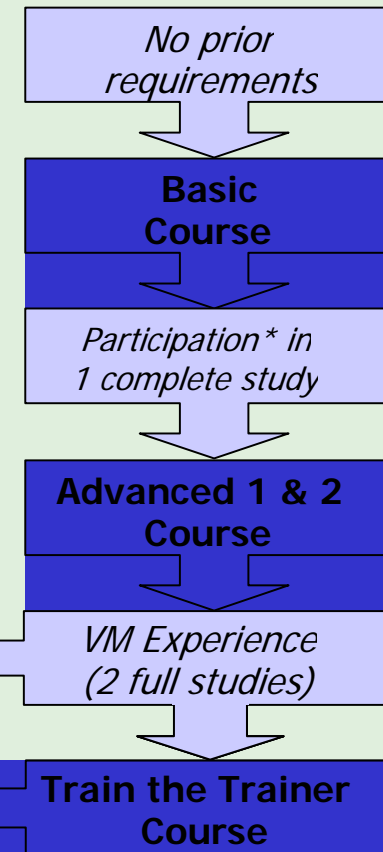 No prior
requirements
Basic
Course
Participation* in
1 complete study
Advanced 1 & 2
Course
VM Experience
(2 full studies)
Train the Trainer
Course